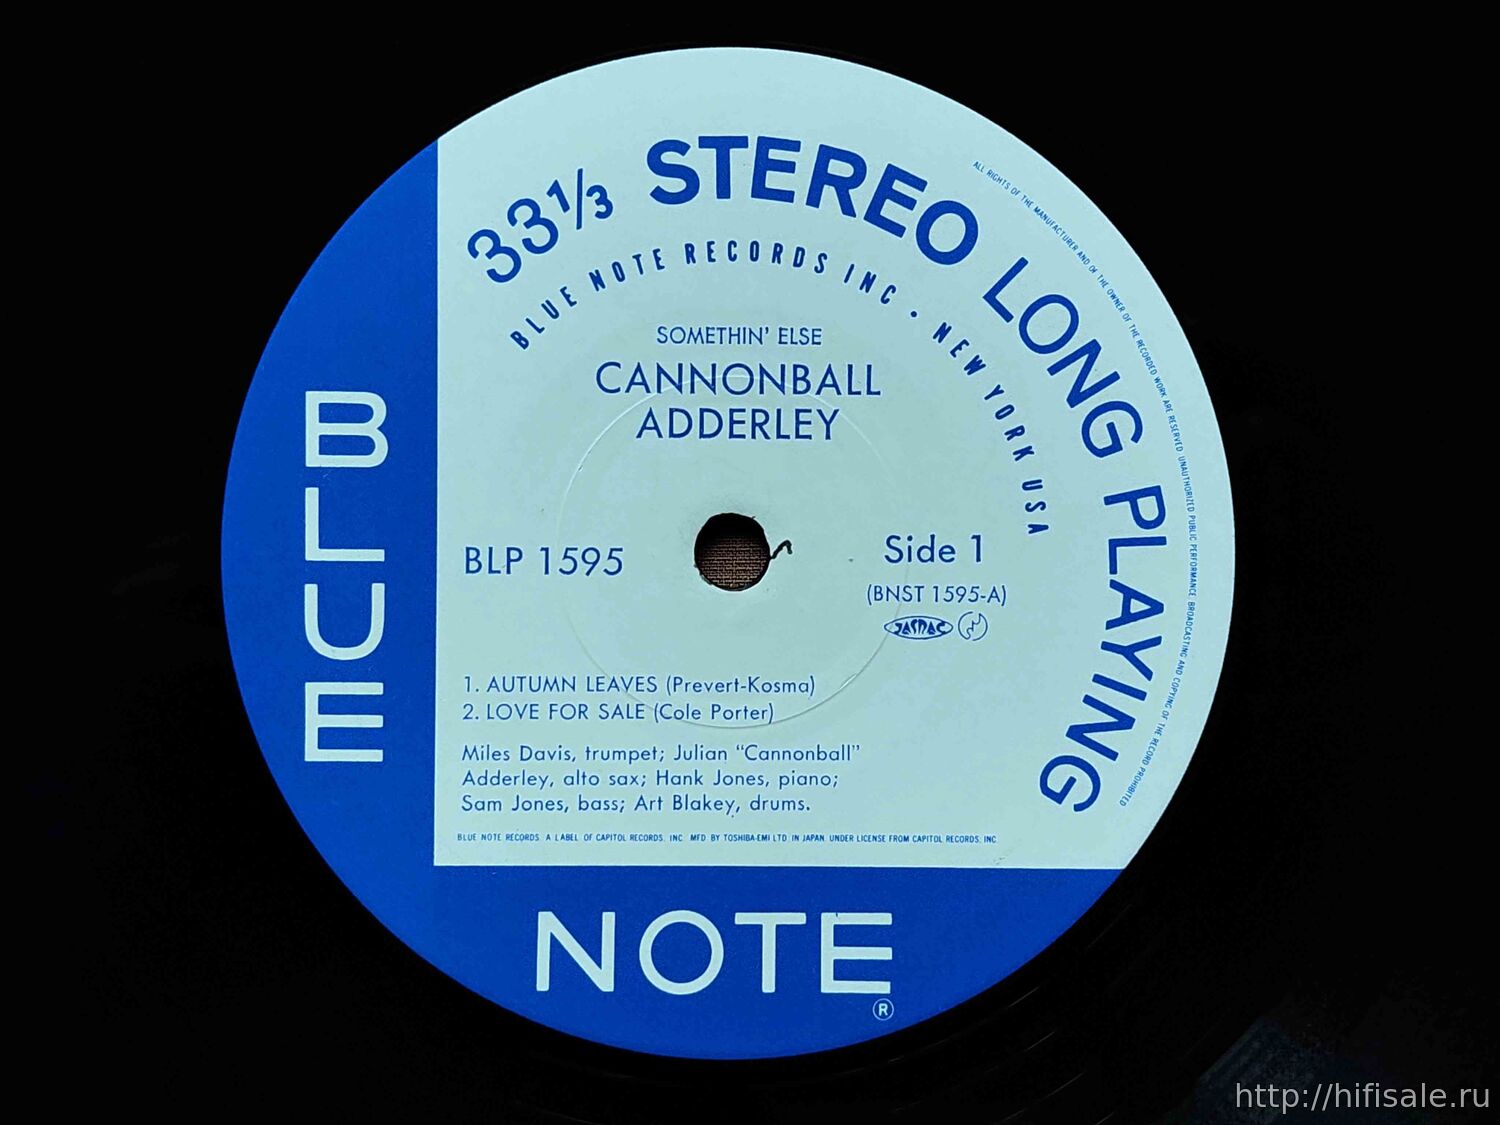 33⅓ STEREO LONG PLAYING
BLUE NOTE RECORDS INC · NEW YORK USA
ALL RIGHTS OF THE MANUFACTURER AND OF THE OWNER OF THE RECORDED WORK ARE RESERVED. UNAUTHORIZED PUBLIC PERFORMANCE BROADCASTING AND COPYING OF THE RECORD PROHIBITED
SOMETHIN' ELSE
CANNONBALL
ADDERLEY
BLP 1595
Side 1
(BNST 1595-A)
JASRAC
1. AUTUMN LEAVES (Prevert-Kosma)
2. LOVE FOR SALE (Cole Porter)
Miles Davis, trumpet; Julian “Cannonball”
Adderley, alto sax; Hank Jones, piano;
Sam Jones, bass; Art Blakey, drums.
BLUE NOTE RECORDS. A LABEL OF CAPITOL RECORDS, INC. MFD. BY TOSHIBA-EMI LTD. IN JAPAN UNDER LICENSE FROM CAPITOL RECORDS, INC.
BLUE
NOTE
®
http://hifisale.ru